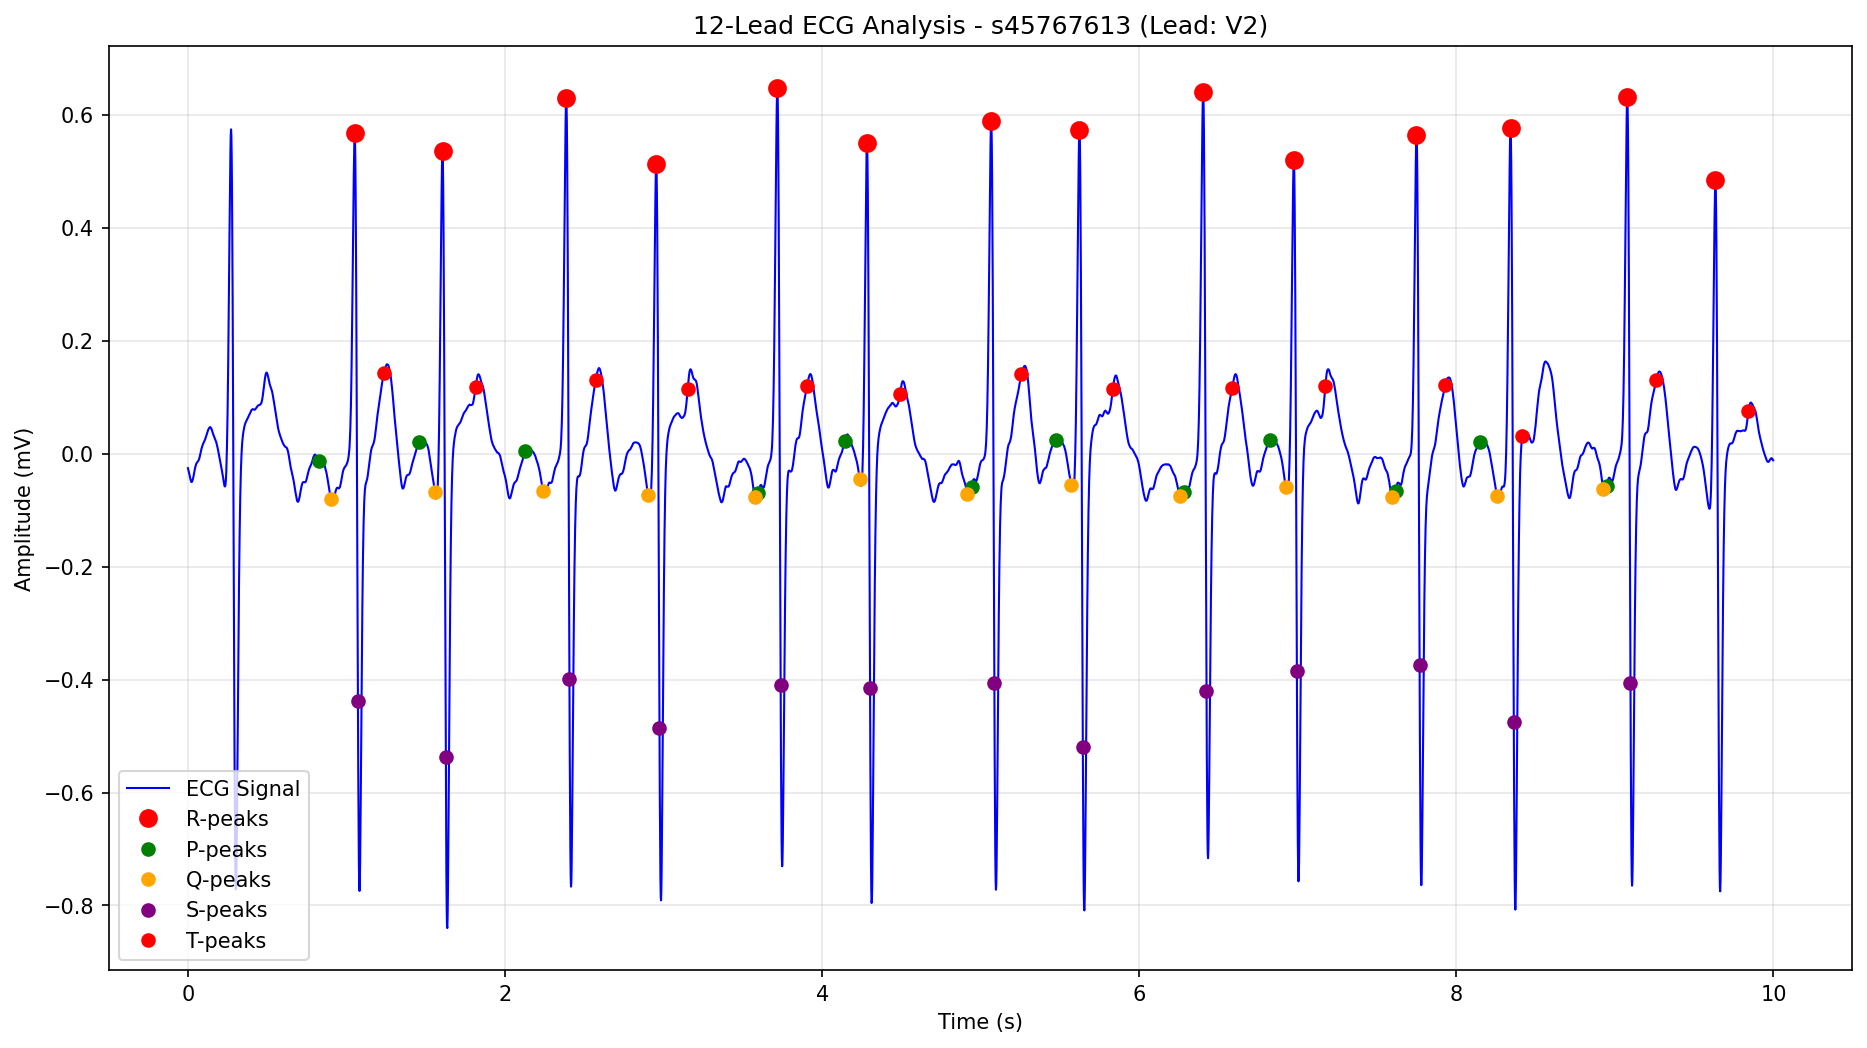 12-Lead ECG Analysis - s45767613 (Lead: V2)
Amplitude (mV)
0.6
0.4
0.2
0.0
−0.2
−0.4
−0.6
−0.8
ECG Signal
R-peaks
P-peaks
Q-peaks
S-peaks
T-peaks
0 2 4 6 8 10
Time (s)